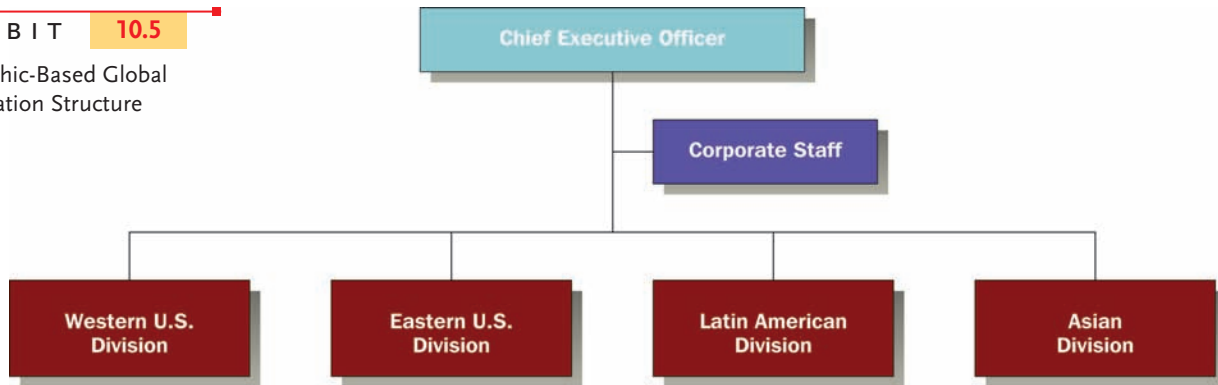 BIT 10.5
hic-Based Global
ation Structure
Chief Executive Officer
Corporate Staff
Western U.S.
Division
Eastern U.S.
Division
Latin American
Division
Asian
Division